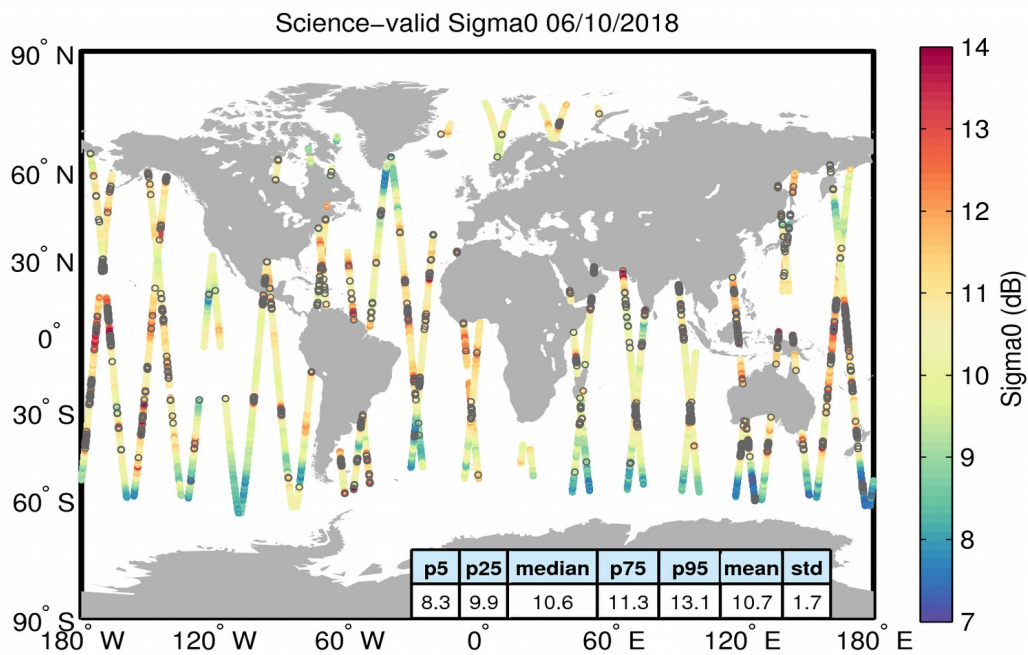 Science−valid Sigma0 06/10/2018
90° N
60° N
30° N
0°
30° S
60° S
90° S
180° W
120° W
60° W
0°
60° E
120° E
180° E
p5 p25 median p75 p95 mean std
8.3 9.9 10.6 11.3 13.1 10.7 1.7
14
13
12
11
10
9
8
7
Sigma0 (dB)